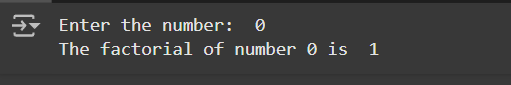 Enter the number:  0
The factorial of number 0 is  1